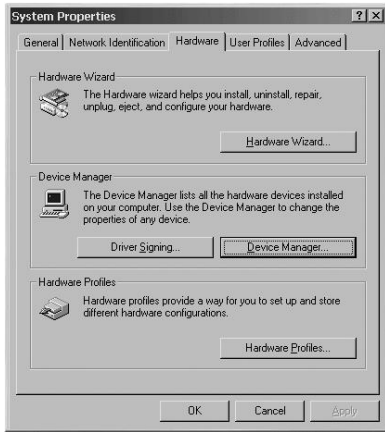 System Properties
General Network Identification Hardware User Profiles Advanced
Hardware Wizard
The Hardware wizard helps you install, uninstall, repair,
unplug, eject, and configure your hardware.
Hardware Wizard...
Device Manager
The Device Manager lists all the hardware devices installed
on your computer. Use the Device Manager to change the
properties of any device.
Driver Signing... Device Manager...
Hardware Profiles
Hardware profiles provide a way for you to set up and store
different hardware configurations.
Hardware Profiles...
OK Cancel Apply